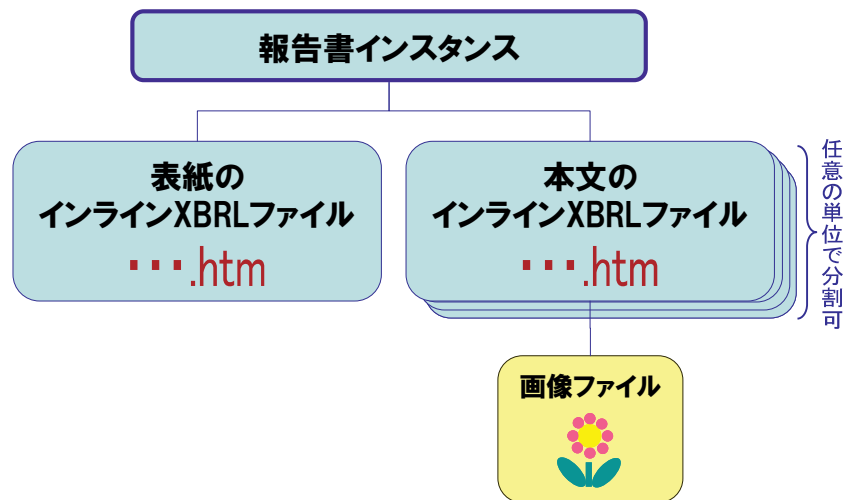 報告書インスタンス
表紙の
インラインXBRLファイル
・・・.htm
本文の
インラインXBRLファイル
・・・.htm
任意の単位で分割可
画像ファイル